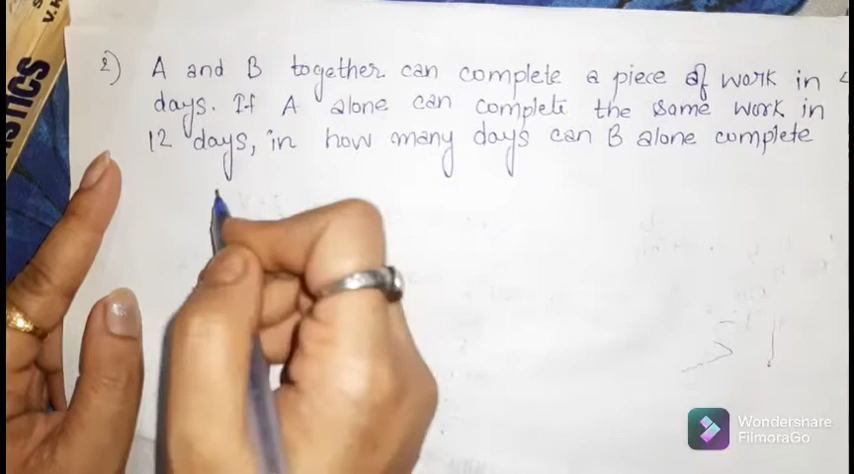 2) A and B together can complete a piece of work in
days. If A alone can complete the same work in
12 days, in how many days can B alone complete
Wondershare
FilmoraGo